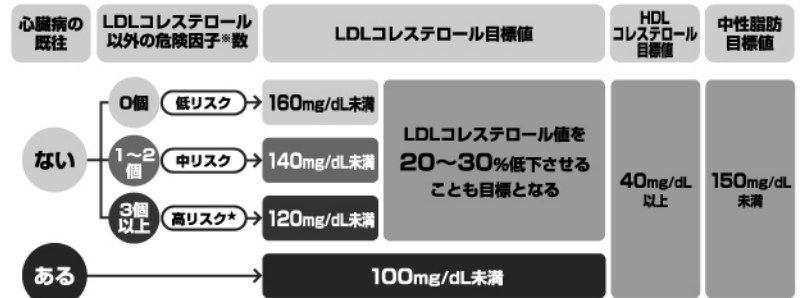 心臓病の
既往
LDLコレステロール
以外の危険因子※数
LDLコレステロール目標値
HDL
コレステロール
目標値
中性脂肪
目標値
ない
0個
低リスク
160mg/dL未満
1〜2
個
中リスク
140mg/dL未満
3個
以上
高リスク★
120mg/dL未満
LDLコレステロール値を
20〜30%低下させる
ことも目標となる
ある
100mg/dL未満
40mg/dL
以上
150mg/dL
未満